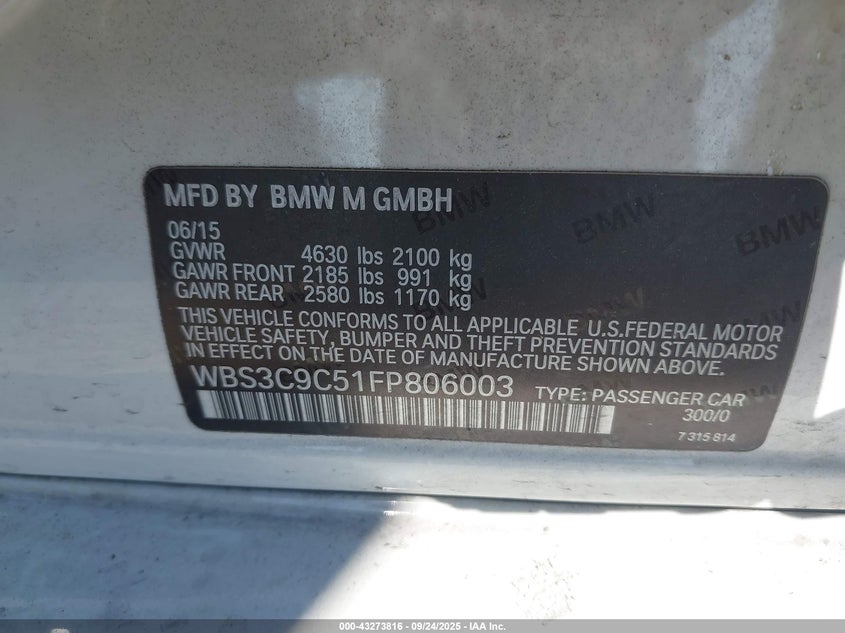 MFD BY BMW M GMBH
06/15
GVWR 4630 lbs 2100 kg
GAWR FRONT 2185 lbs 991 kg
GAWR REAR 2580 lbs 1170 kg
THIS VEHICLE CONFORMS TO ALL APPLICABLE U.S.FEDERAL MOTOR
VEHICLE SAFETY, BUMPER AND THEFT PREVENTION STANDARDS
IN EFFECT ON THE DATE OF MANUFACTURE SHOWN ABOVE.
WBS3C9C51FP806003 TYPE: PASSENGER CAR
300/0
7 315 814
000-43273816 - 09/24/2025 - IAA Inc.